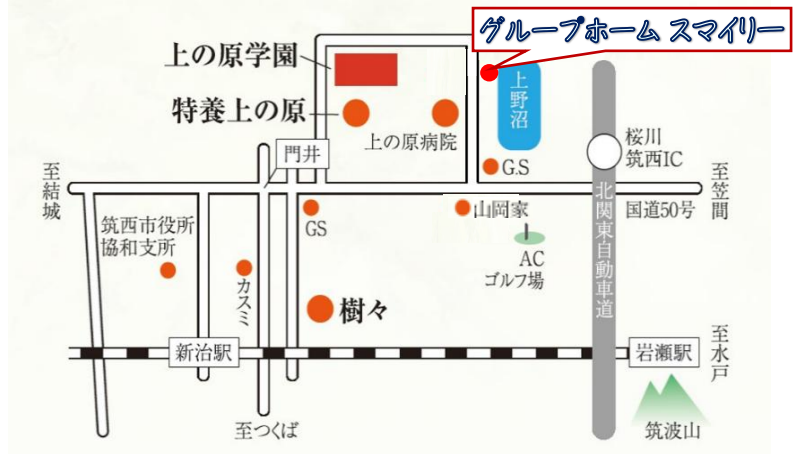 グループホーム スマイリー
上の原学園
特養上の原
上の原病院
上野沼
門井
G.S
桜川
筑西IC
至結城
至笠間
筑西市役所
協和支所
GS
山岡家
国道50号
北関東自動車道
AC
ゴルフ場
カスミ
樹々
新治駅
岩瀬駅
至水戸
至つくば
筑波山